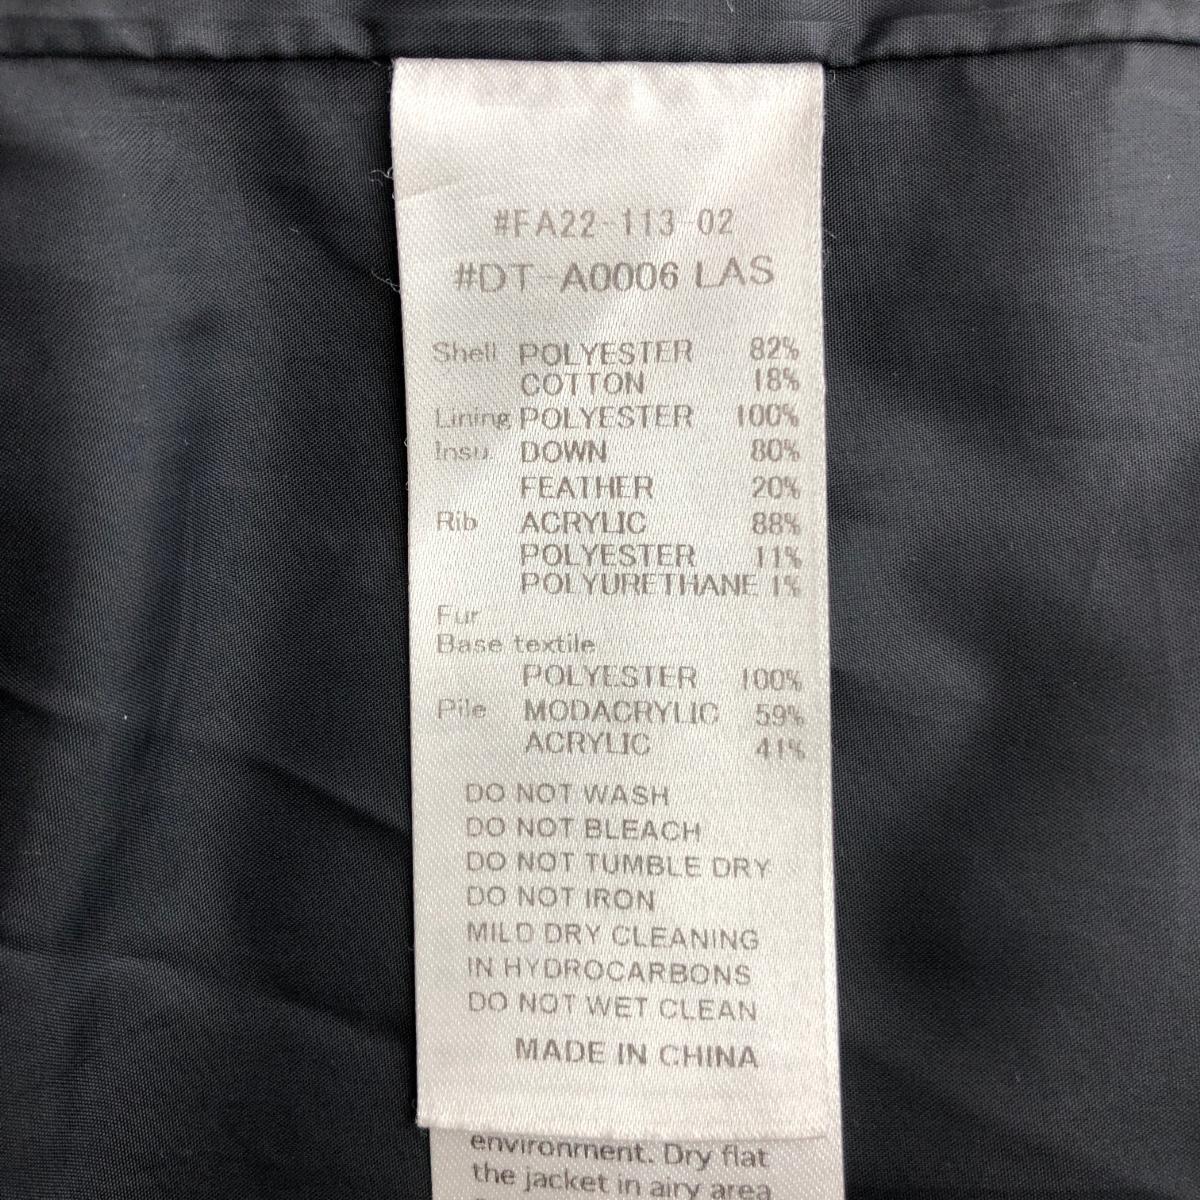 #FA22-113 02
#DT-A0006 LAS
Shell POLYESTER 82%
COTTON 18%
Lining POLYESTER 100%
Insu. DOWN 80%
FEATHER 20%
Rib ACRYLIC 88%
POLYESTER 11%
POLYURETHANE 1%
Fur
Base textile
POLYESTER 100%
Pile MODACRYLIC 59%
ACRYLIC 41%
DO NOT WASH
DO NOT BLEACH
DO NOT TUMBLE DRY
DO NOT IRON
MILD DRY CLEANING
IN HYDROCARBONS
DO NOT WET CLEAN
MADE IN CHINA
environment. Dry flat
the jacket in airy area